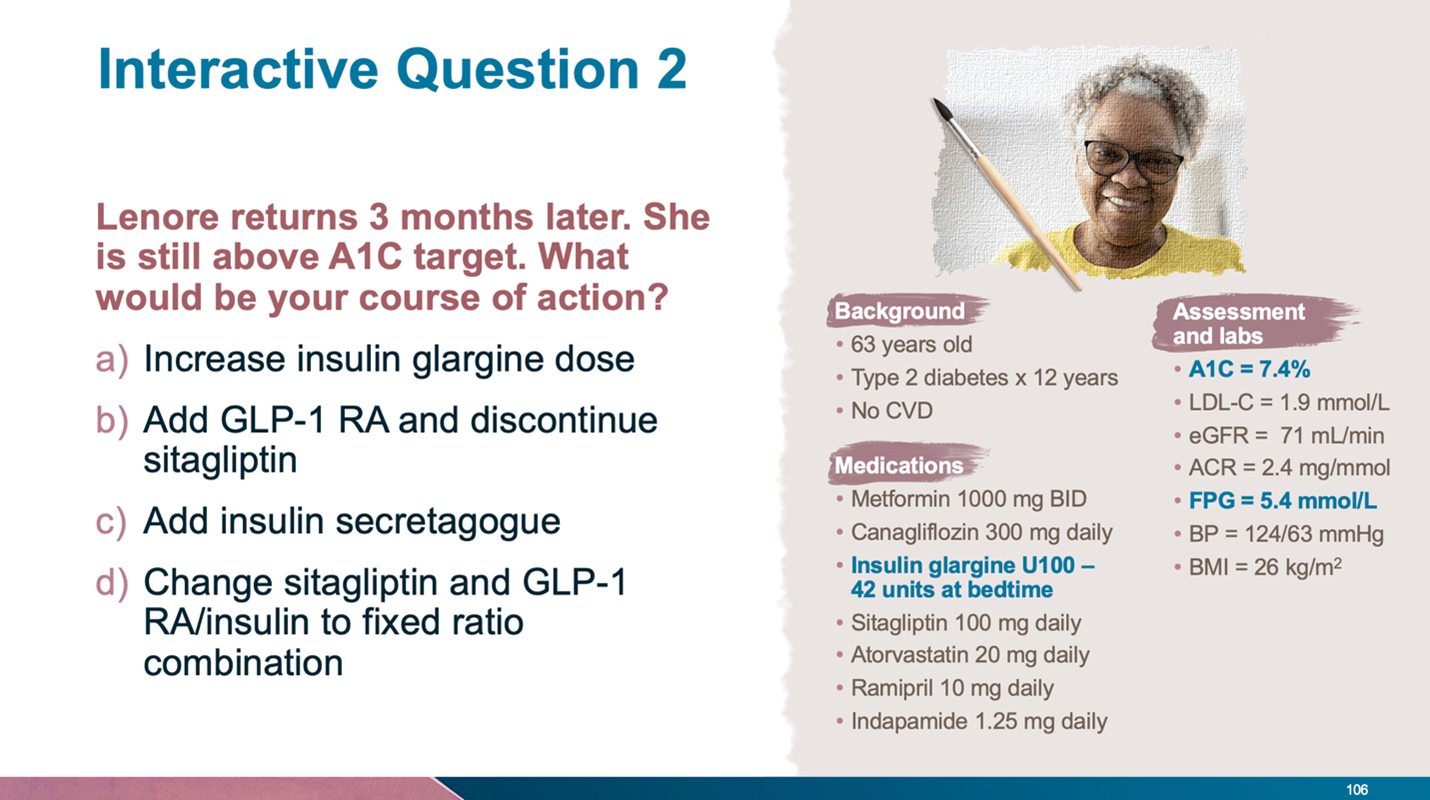 Interactive Question 2
Lenore returns 3 months later. She
is still above A1C target. What
would be your course of action?
a) Increase insulin glargine dose
b) Add GLP-1 RA and discontinue
sitagliptin
c) Add insulin secretagogue
d) Change sitagliptin and GLP-1
RA/insulin to fixed ratio
combination
Background
• 63 years old
• Type 2 diabetes x 12 years
• No CVD
Medications
• Metformin 1000 mg BID
• Canagliflozin 300 mg daily
• Insulin glargine U100 –
42 units at bedtime
• Sitagliptin 100 mg daily
• Atorvastatin 20 mg daily
• Ramipril 10 mg daily
• Indapamide 1.25 mg daily
Assessment
and labs
• A1C = 7.4%
• LDL-C = 1.9 mmol/L
• eGFR = 71 mL/min
• ACR = 2.4 mg/mmol
• FPG = 5.4 mmol/L
• BP = 124/63 mmHg
• BMI = 26 kg/m²
106